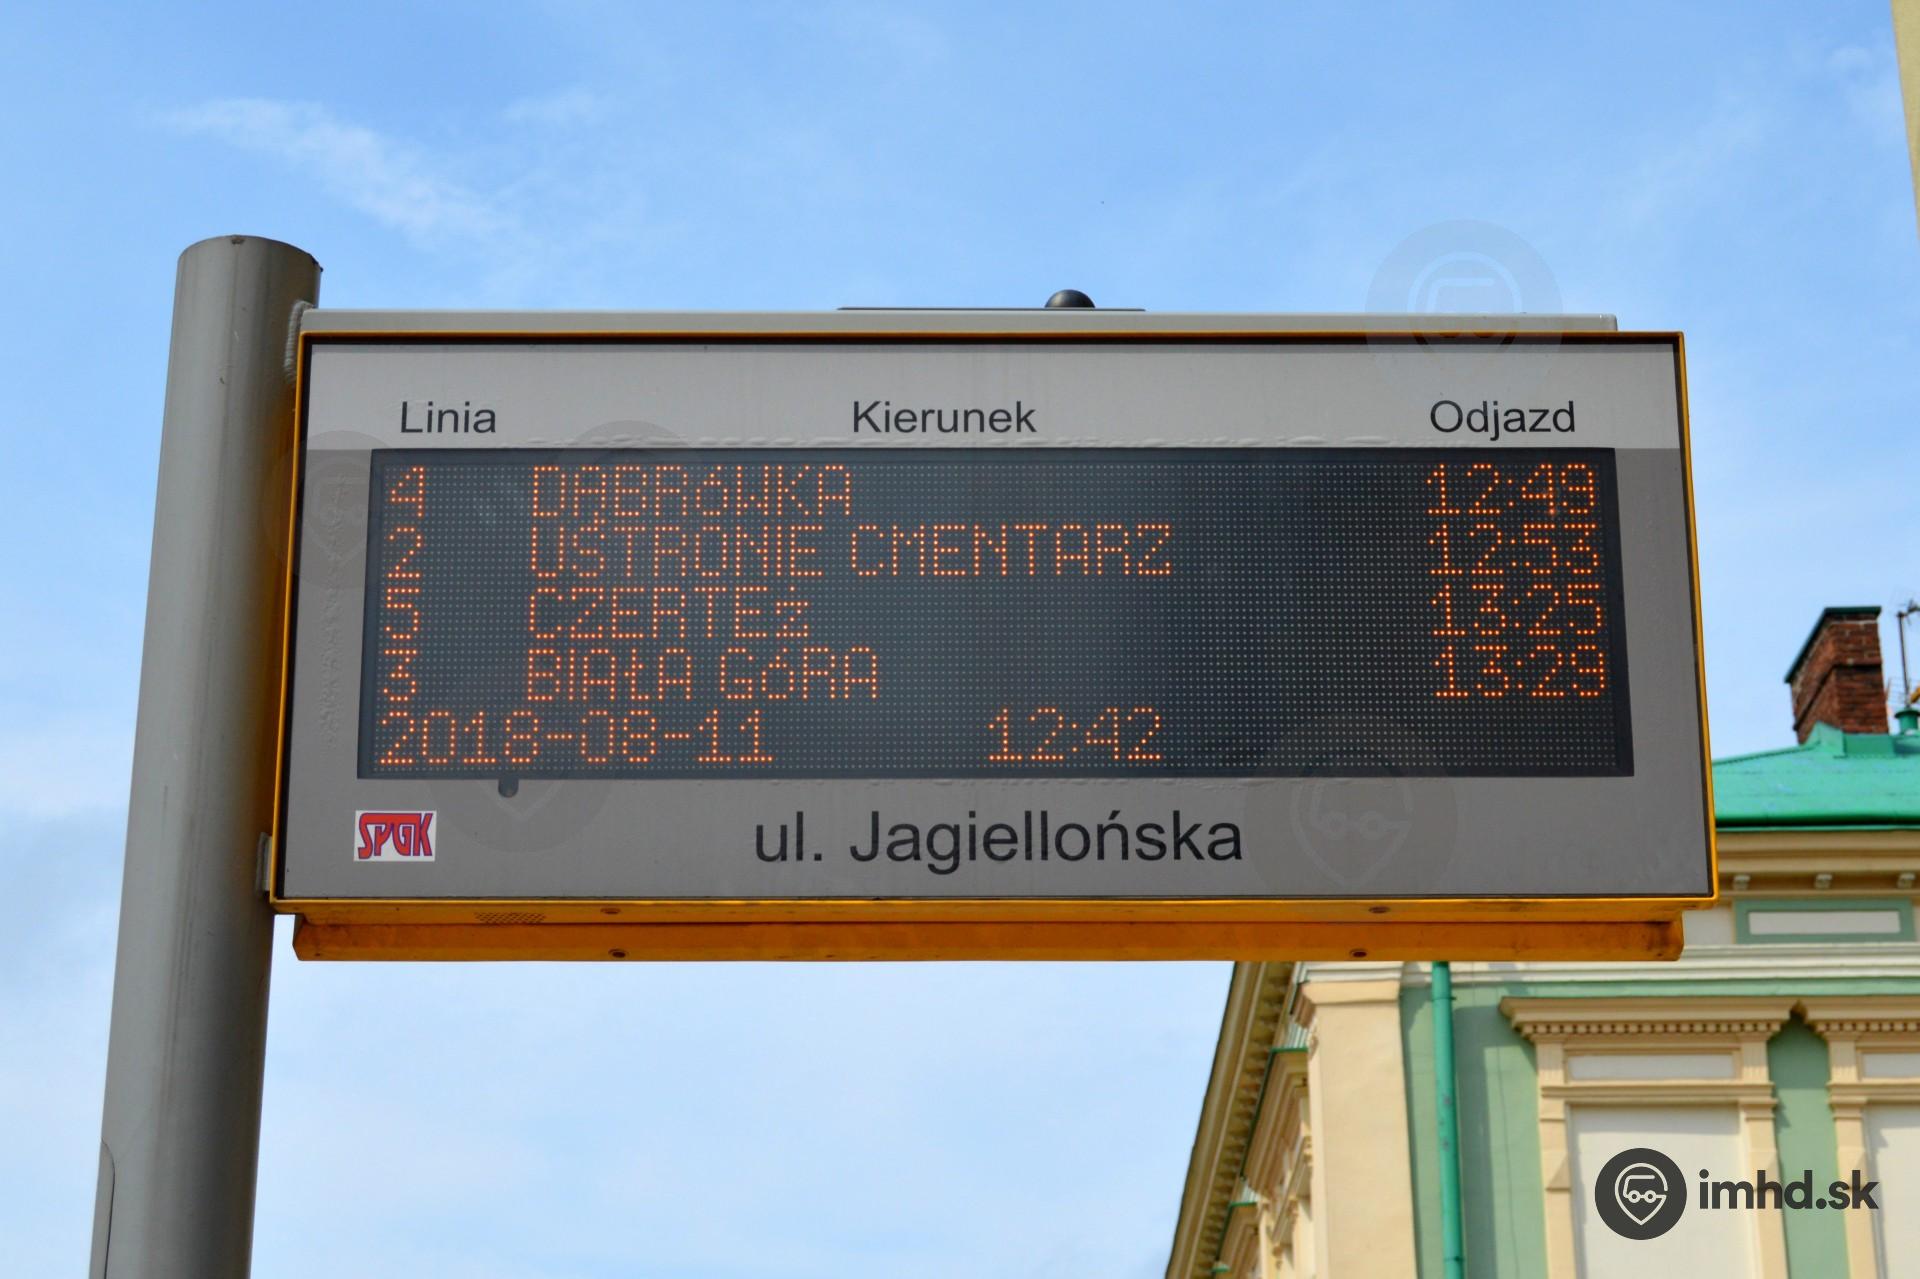 Linia Kierunek Odjazd
4 DĄBRóWKA 12:49
2 UŚTRONIE CMENTARZ 12:53
5 CZERTEż 13:25
3 BIAłA GóRA 13:29
2018-08-11 12:42
SPGK
ul. Jagiellońska
imhd.sk